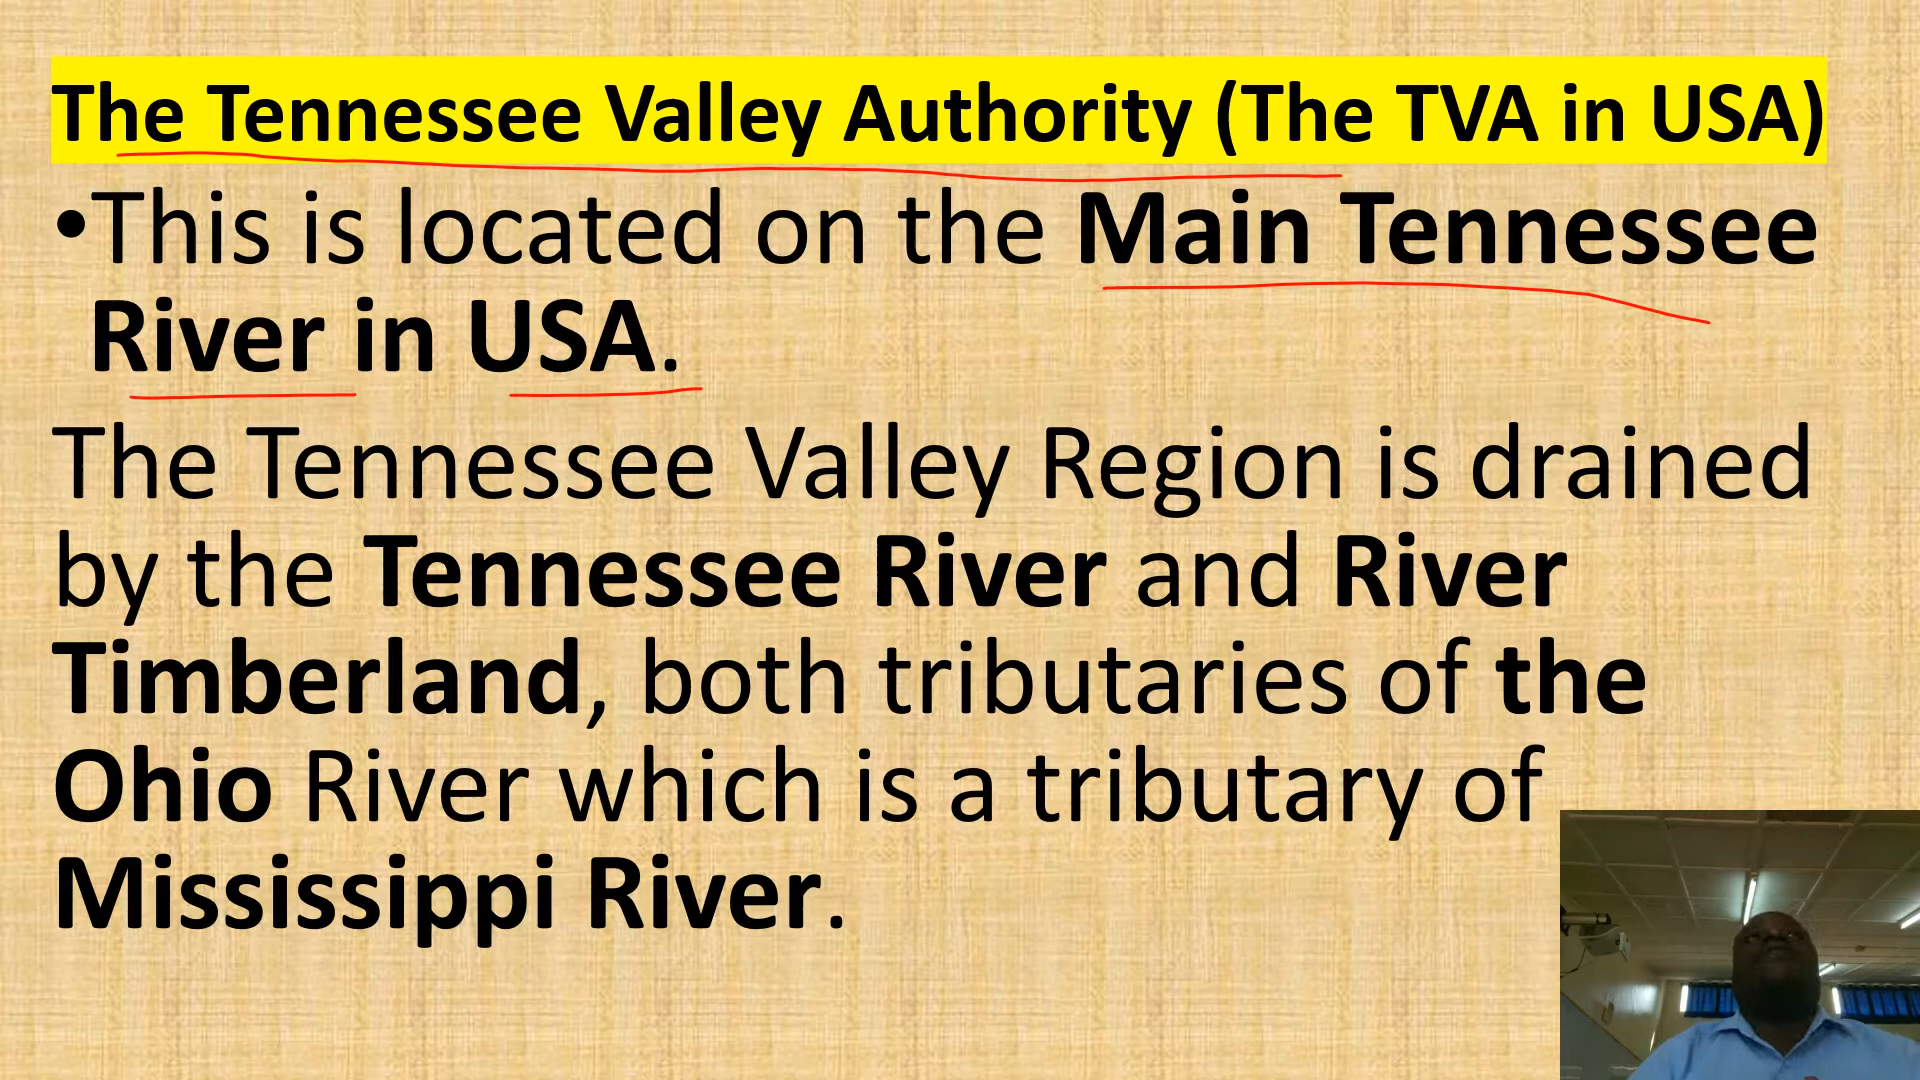 The Tennessee Valley Authority (The TVA in USA)
•This is located on the Main Tennessee
River in USA.
The Tennessee Valley Region is drained
by the Tennessee River and River
Timberland, both tributaries of the
Ohio River which is a tributary of
Mississippi River.